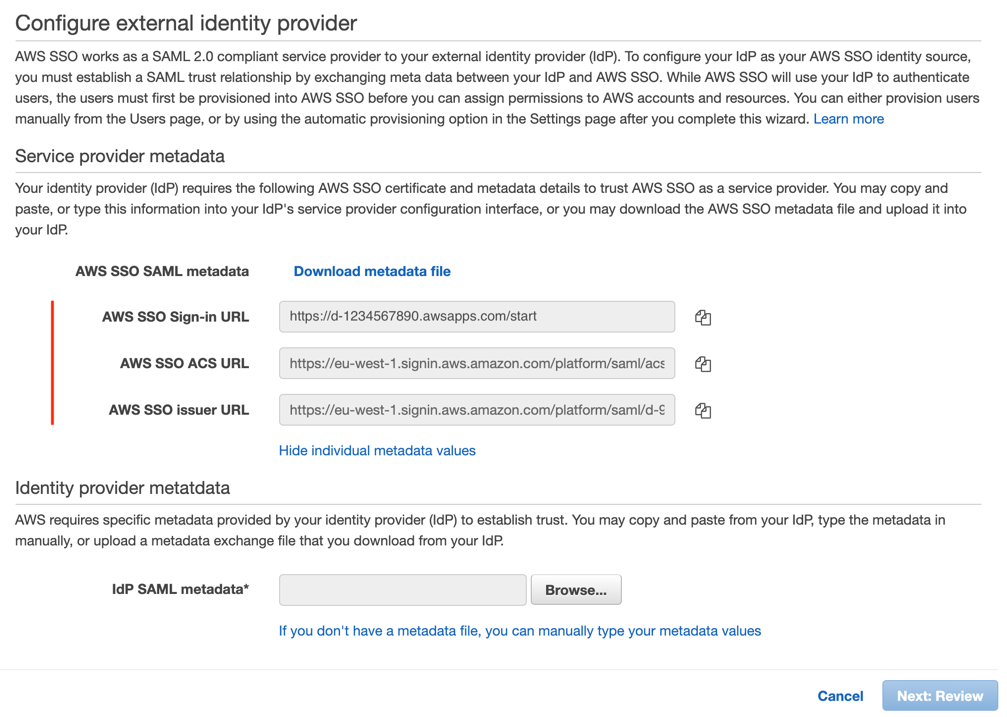 Configure external identity provider
AWS SSO works as a SAML 2.0 compliant service provider to your external identity provider (IdP). To configure your IdP as your AWS SSO identity source,
you must establish a SAML trust relationship by exchanging meta data between your IdP and AWS SSO. While AWS SSO will use your IdP to authenticate
users, the users must first be provisioned into AWS SSO before you can assign permissions to AWS accounts and resources. You can either provision users
manually from the Users page, or by using the automatic provisioning option in the Settings page after you complete this wizard. Learn more
Service provider metadata
Your identity provider (IdP) requires the following AWS SSO certificate and metadata details to trust AWS SSO as a service provider. You may copy and
paste, or type this information into your IdP's service provider configuration interface, or you may download the AWS SSO metadata file and upload it into
your IdP.
AWS SSO SAML metadata Download metadata file
AWS SSO Sign-in URL https://d-1234567890.awsapps.com/start
AWS SSO ACS URL https://eu-west-1.signin.aws.amazon.com/platform/saml/acs
AWS SSO issuer URL https://eu-west-1.signin.aws.amazon.com/platform/saml/d-9
Hide individual metadata values
Identity provider metatdata
AWS requires specific metadata provided by your identity provider (IdP) to establish trust. You may copy and paste from your IdP, type the metadata in
manually, or upload a metadata exchange file that you download from your IdP.
IdP SAML metadata* Browse...
If you don't have a metadata file, you can manually type your metadata values
Cancel Next: Review